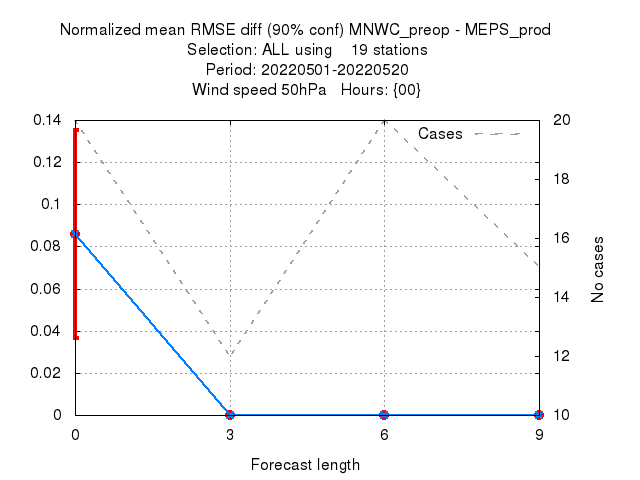 Normalized mean RMSE diff (90% conf) MNWC_preop - MEPS_prod
Selection: ALL using    19 stations
Period: 20220501-20220520
Wind speed 50hPa   Hours: {00}
Cases
0.14
0.12
0.1
0.08
0.06
0.04
0.02
0
20
18
16
14
12
10
No cases
0 3 6 9
Forecast length